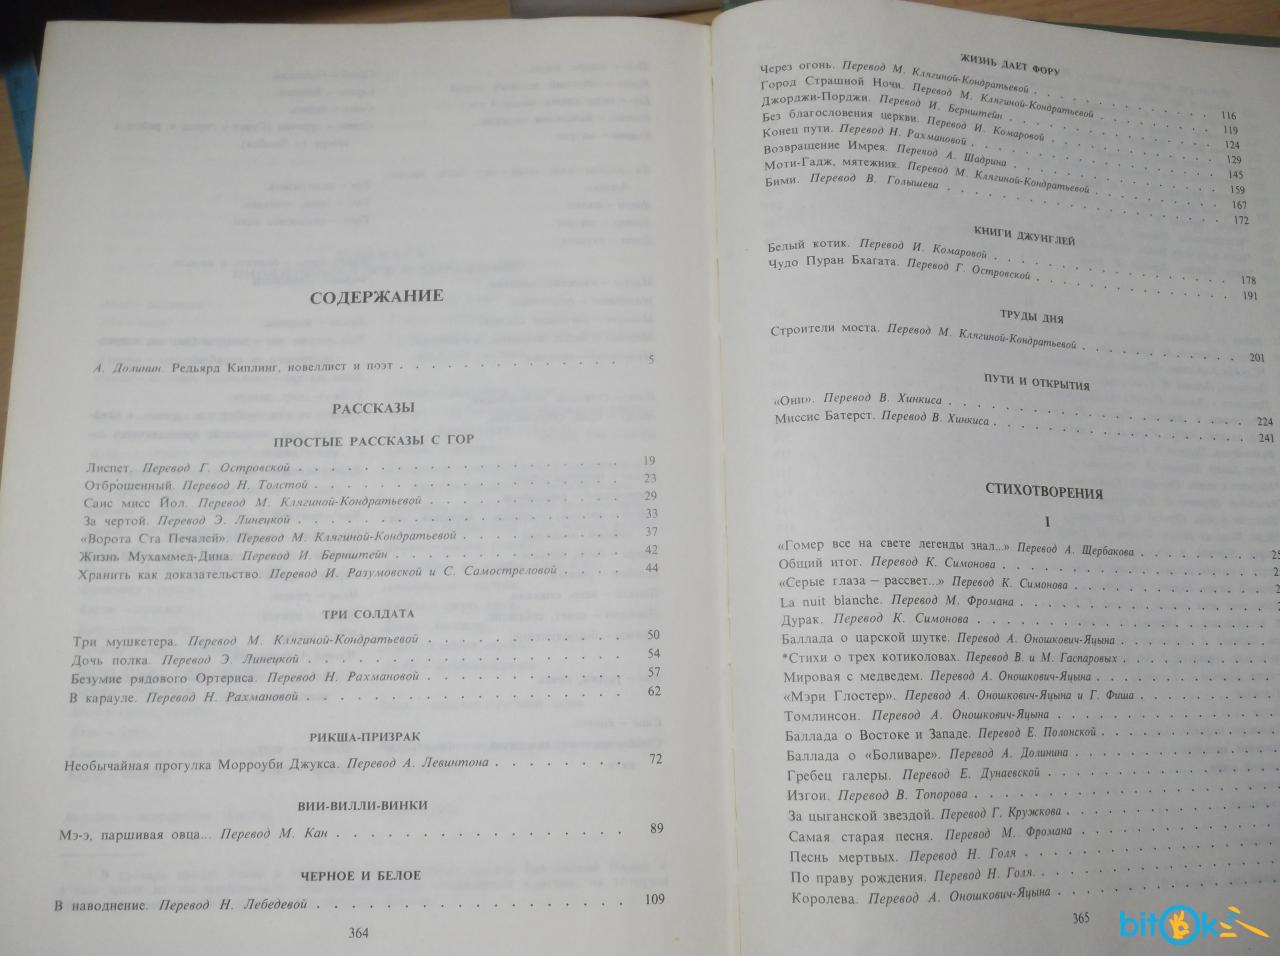 СОДЕРЖАНИЕ
А. Долинин. Редьярд Киплинг, новеллист и поэт . . . . . . . . . . . . 5
РАССКАЗЫ
ПРОСТЫЕ РАССКАЗЫ С ГОР
Лиспет. Перевод Г. Островской . . . . . . . . . . . . 19
Отброшенный. Перевод Н. Толстой . . . . . . . . . . . . 23
Саис мисс Йол. Перевод М. Клягиной-Кондратьевой . . . . . . . . 29
За чертой. Перевод Э. Линецкой . . . . . . . . . . . . 33
«Ворота Ста Печалей». Перевод М. Клягиной-Кондратьевой . . . . . . . 37
Жизнь Мухаммед-Дина. Перевод И. Бернштейн . . . . . . . . . 42
Хранить как доказательство. Перевод И. Разумовской и С. Самостреловой . . . . 44
ТРИ СОЛДАТА
Три мушкетера. Перевод М. Клягиной-Кондратьевой . . . . . . . . 50
Дочь полка. Перевод Э. Линецкой . . . . . . . . . . . . 54
Безумие рядового Ортериса. Перевод Н. Рахмановой . . . . . . . . 57
В карауле. Перевод Н. Рахмановой . . . . . . . . . . . . 62
РИКША-ПРИЗРАК
Необычайная прогулка Морроуби Джукса. Перевод А. Левинтона . . . . . . . 72
ВИИ-ВИЛЛИ-ВИНКИ
Мэ-э, паршивая овца... Перевод М. Кан . . . . . . . . . . . . 89
ЧЕРНОЕ И БЕЛОЕ
В наводнение. Перевод Н. Лебедевой . . . . . . . . . . . . 109
364
ЖИЗНЬ ДАЕТ ФОРУ
Через огонь. Перевод М. Клягиной-Кондратьевой . . . . . . . . 116
Город Страшной Ночи. Перевод М. Клягиной-Кондратьевой . . . . . . . 119
Джорджи-Порджи. Перевод И. Бернштейн . . . . . . . . . 124
Без благословения церкви. Перевод И. Комаровой . . . . . . . . 129
Конец пути. Перевод Н. Рахмановой . . . . . . . . . . 145
Возвращение Имрея. Перевод А. Шадрина . . . . . . . . . 159
Моти-Гадж, мятежник. Перевод М. Клягиной-Кондратьевой . . . . . . . 167
Бими. Перевод В. Голышева . . . . . . . . . . . . 172
КНИГИ ДЖУНГЛЕЙ
Белый котик. Перевод И. Комаровой . . . . . . . . . . 178
Чудо Пуран Бхагата. Перевод Г. Островской . . . . . . . . . 191
ТРУДЫ ДНЯ
Строители моста. Перевод М. Клягиной-Кондратьевой . . . . . . . . 201
ПУТИ И ОТКРЫТИЯ
«Они». Перевод В. Хинкиса . . . . . . . . . . . . 224
Миссис Батерст. Перевод В. Хинкиса . . . . . . . . . . 241
СТИХОТВОРЕНИЯ
I
«Гомер все на свете легенды знал...» Перевод А. Щербакова . . . . . . .
Общий итог. Перевод К. Симонова . . . . . . . . . .
«Серые глаза – рассвет...» Перевод К. Симонова . . . . . . . .
La nuit blanche. Перевод М. Фромана . . . . . . . . . .
Дурак. Перевод К. Симонова . . . . . . . . . . . .
Баллада о царской шутке. Перевод А. Оношкович-Яцына . . . . . . .
*Стихи о трех котиколовах. Перевод В. и М. Гаспаровых . . . . . . .
Мировая с медведем. Перевод А. Оношкович-Яцына . . . . . . . .
«Мэри Глостер». Перевод А. Оношкович-Яцына и Г. Фиша . . . . . .
Томлинсон. Перевод А. Оношкович-Яцына . . . . . . . . .
Баллада о Востоке и Западе. Перевод Е. Полонской . . . . . . . .
Баллада о «Боливаре». Перевод А. Долинина . . . . . . . .
Гребец галеры. Перевод Е. Дунаевской . . . . . . . . . .
Изгои. Перевод В. Топорова . . . . . . . . . . . .
За цыганской звездой. Перевод Г. Кружкова . . . . . . . .
Самая старая песня. Перевод М. Фромана . . . . . . . . .
Песнь мертвых. Перевод Н. Голя . . . . . . . . . .
По праву рождения. Перевод Н. Голя . . . . . . . . .
Королева. Перевод А. Оношкович-Яцына . . . . . . . . .
365
bitOk